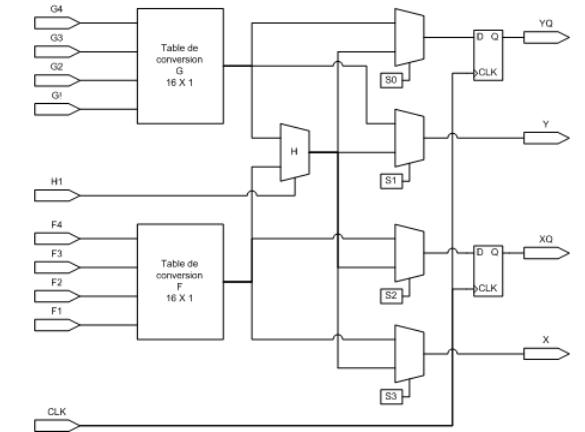 G4
G3
G2
G!
Table de
conversion
G
16 X 1
S0
D Q
CLK
YQ
S1
Y
H
H1
F4
F3
F2
F1
Table de
conversion
F
16 X 1
S2
D Q
CLK
XQ
S3
X
CLK